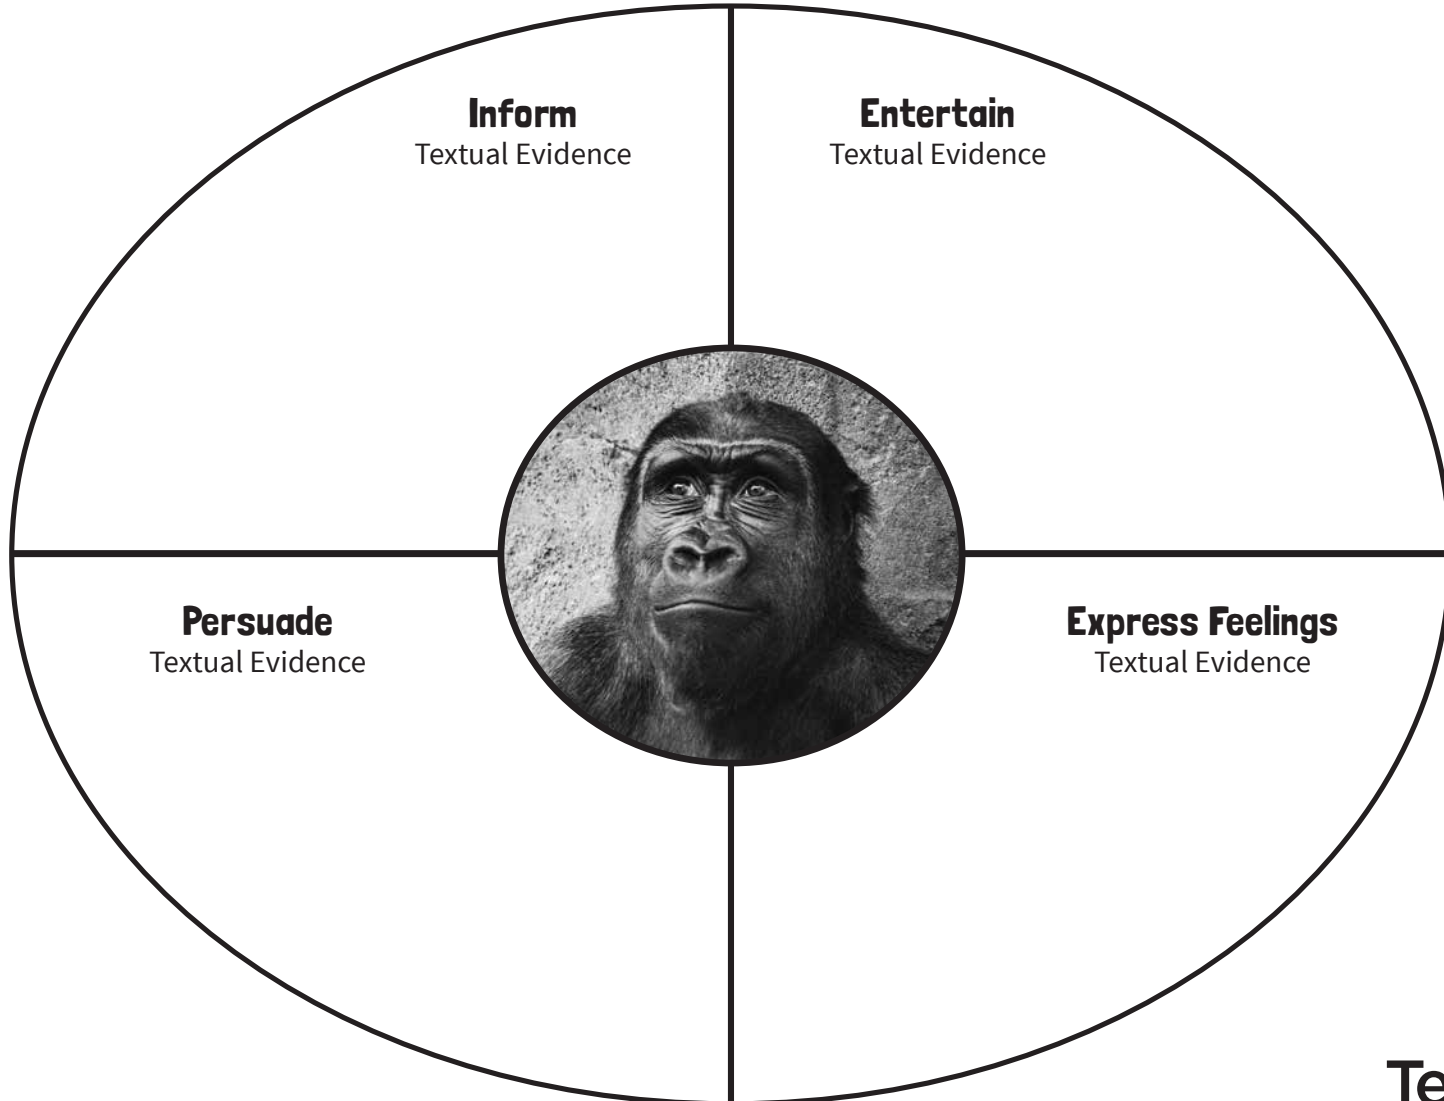 Inform
Textual Evidence
Entertain
Textual Evidence
Persuade
Textual Evidence
Express Feelings
Textual Evidence
Te